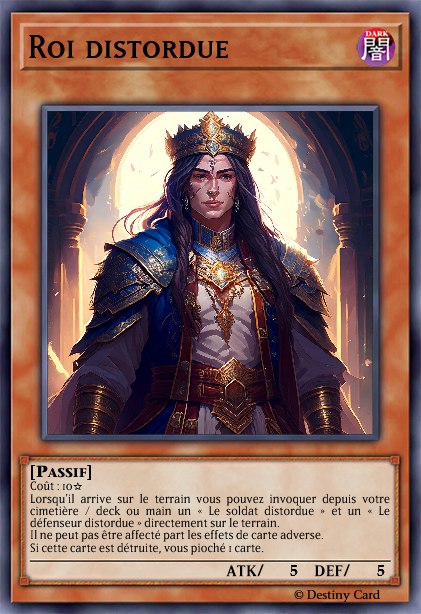 Roi distordue
DARK
闇
[Passif]
Coût : 10☆
Lorsqu'il arrive sur le terrain vous pouvez invoquer depuis votre
cimetière / deck ou main un « Le soldat distordue » et un « Le
défenseur distordue » directement sur le terrain.
Il ne peut pas être affecté part les effets de carte adverse.
Si cette carte est détruite, vous pioché 1 carte.
ATK/ 5 DEF/ 5
© Destiny Card